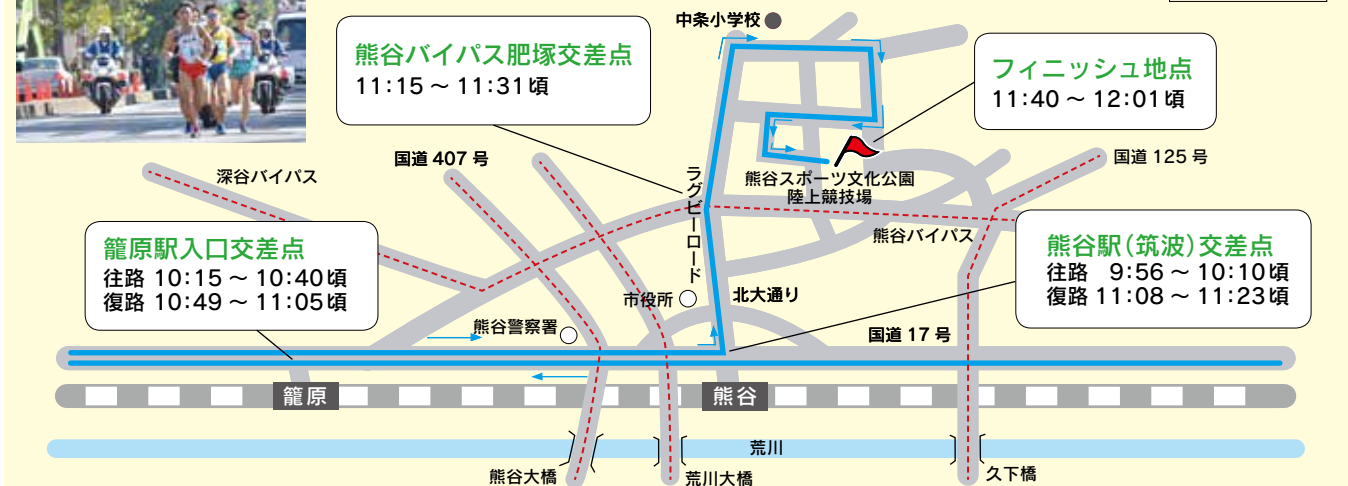 中条小学校
熊谷バイパス肥塚交差点
11:15 ~ 11:31頃
フィニッシュ地点
11:40 ~ 12:01頃
国道407号
国道125号
深谷バイパス
ラグビーロード
熊谷スポーツ文化公園
陸上競技場
熊谷バイパス
籠原駅入口交差点
往路 10:15 ~ 10:40頃
復路 10:49 ~ 11:05頃
熊谷駅(筑波)交差点
往路 9:56 ~ 10:10頃
復路 11:08 ~ 11:23頃
市役所
北大通り
熊谷警察署
国道17号
籠原
熊谷
荒川
熊谷大橋
荒川大橋
久下橋